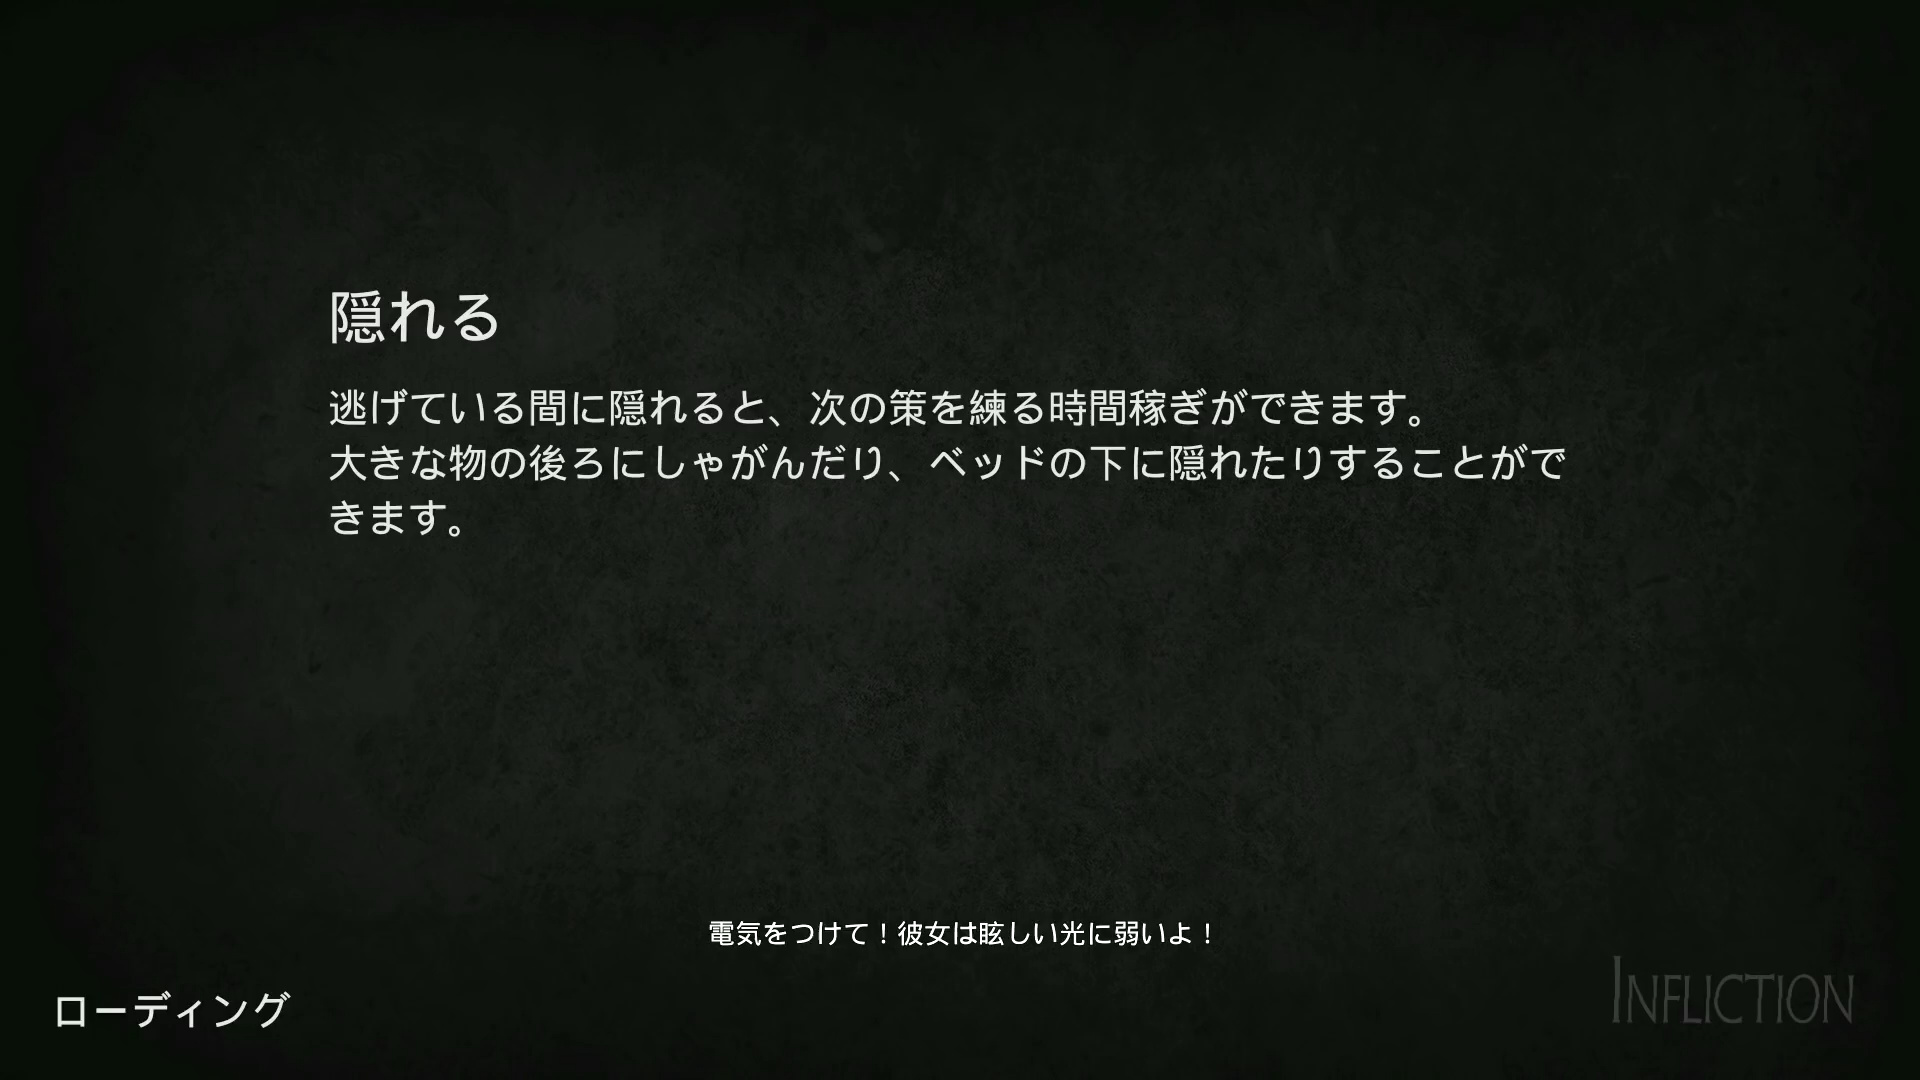 隠れる
逃げている間に隠れると、次の策を練る時間稼ぎができます。
大きな物の後ろにしゃがんだり、ベッドの下に隠れたりすることがで
きます。
電気をつけて！彼女は眩しい光に弱いよ！
ローディング
INFLICTION